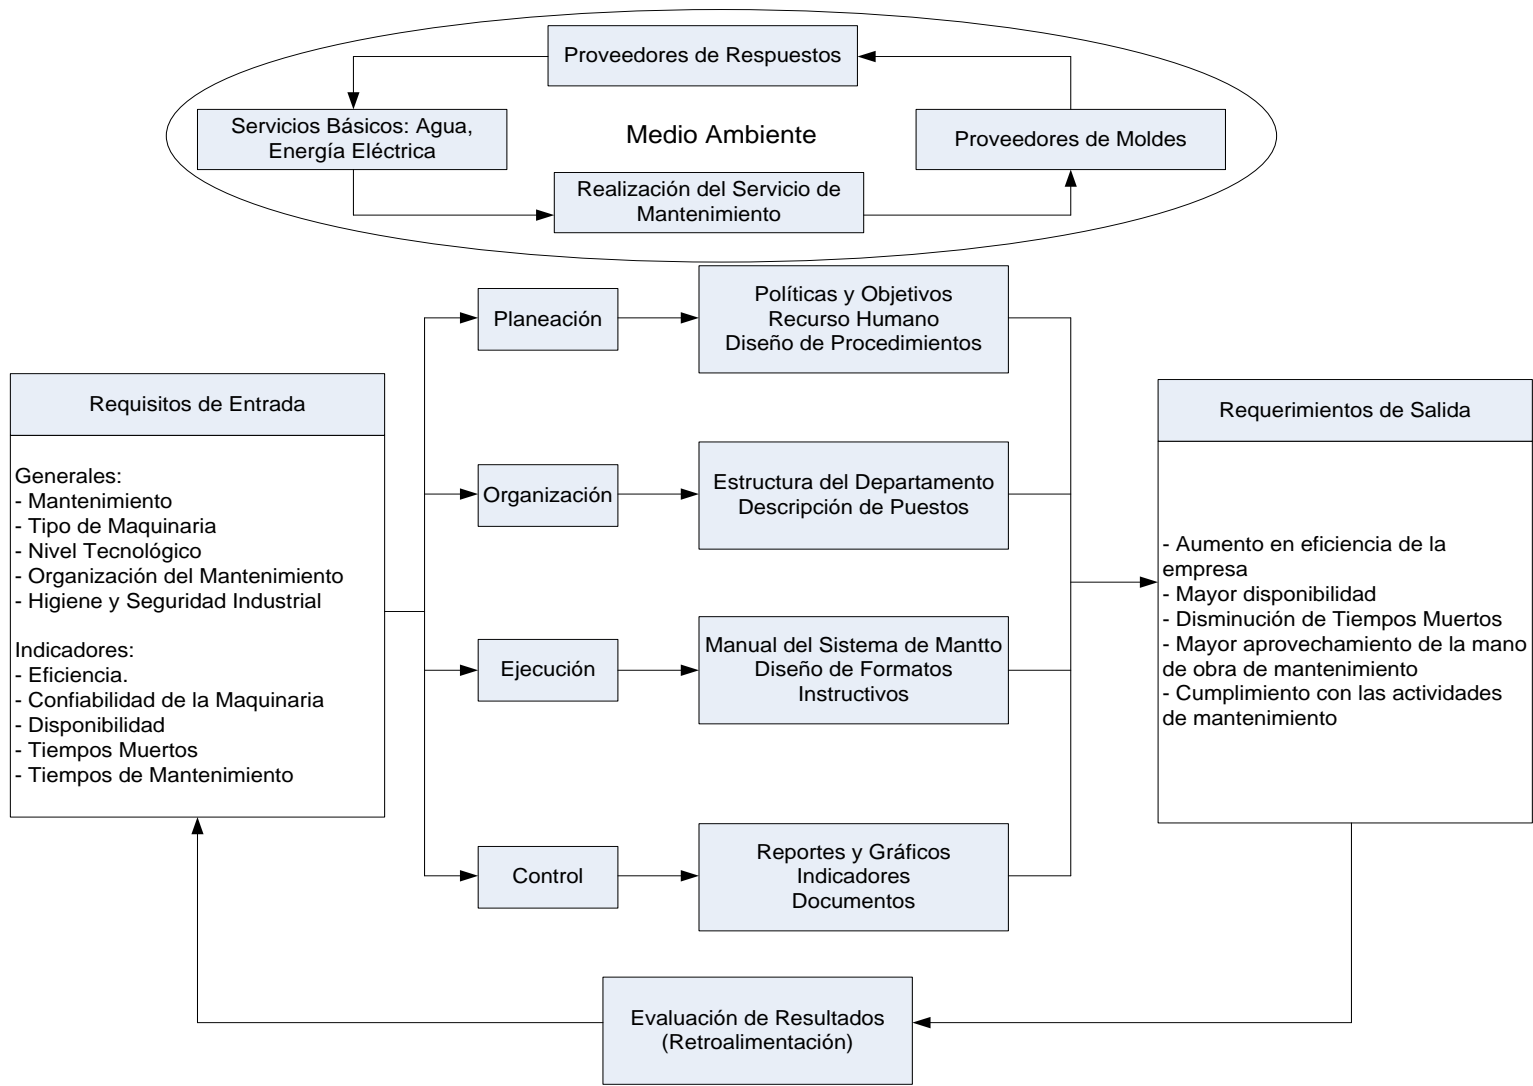 Proveedores de Respuestos
Servicios Básicos: Agua,
Energía Eléctrica
Medio Ambiente
Proveedores de Moldes
Realización del Servicio de
Mantenimiento
Planeación
Políticas y Objetivos
Recurso Humano
Diseño de Procedimientos
Requisitos de Entrada
Generales:
- Mantenimiento
- Tipo de Maquinaria
- Nivel Tecnológico
- Organización del Mantenimiento
- Higiene y Seguridad Industrial
Indicadores:
- Eficiencia.
- Confiabilidad de la Maquinaria
- Disponibilidad
- Tiempos Muertos
- Tiempos de Mantenimiento
Organización
Estructura del Departamento
Descripción de Puestos
Ejecución
Manual del Sistema de Mantto
Diseño de Formatos
Instructivos
Control
Reportes y Gráficos
Indicadores
Documentos
Requerimientos de Salida
- Aumento en eficiencia de la
empresa
- Mayor disponibilidad
- Disminución de Tiempos Muertos
- Mayor aprovechamiento de la mano
de obra de mantenimiento
- Cumplimiento con las actividades
de mantenimiento
Evaluación de Resultados
(Retroalimentación)